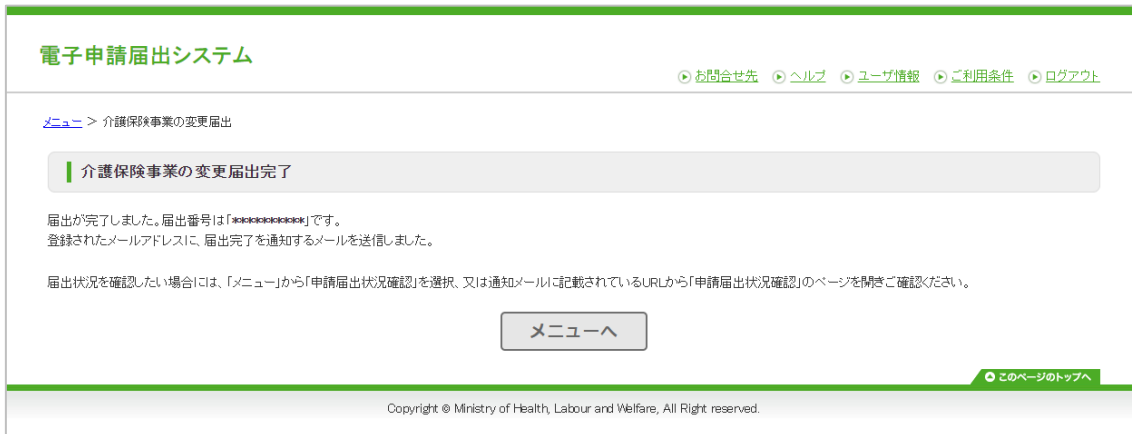 電子申請届出システム
お問合せ先 ヘルプ ユーザ情報 ご利用条件 ログアウト
メニュー > 介護保険事業の変更届出
介護保険事業の変更届出完了
届出が完了しました。届出番号は「**********」です。
登録されたメールアドレスに、届出完了を通知するメールを送信しました。
届出状況を確認したい場合には、「メニュー」から「申請届出状況確認」を選択、又は通知メールに記載されているURLから「申請届出状況確認」のページを開きご確認ください。
メニューへ
このページのトップへ
Copyright © Ministry of Health, Labour and Welfare, All Right reserved.